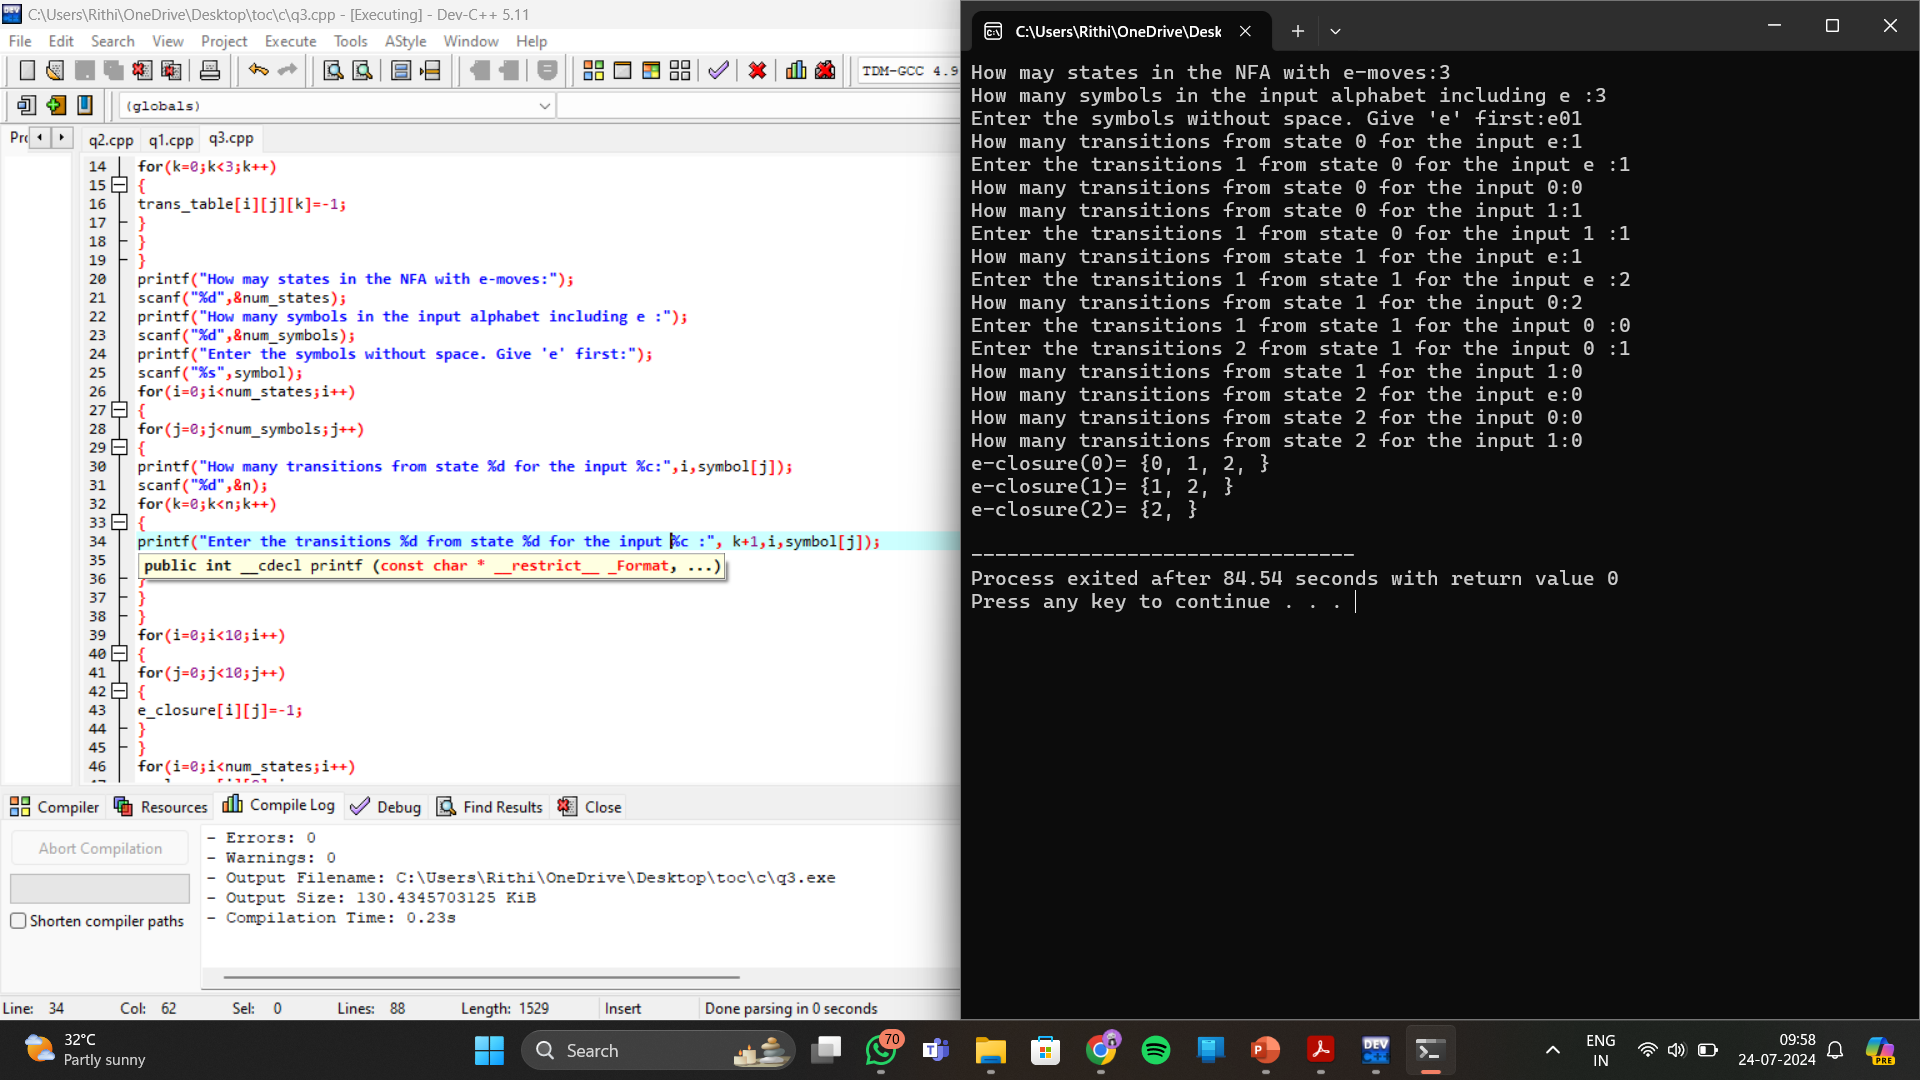 C:\Users\Rithi\OneDrive\Desktop\toc\c\q3.cpp - [Executing] - Dev-C++ 5.11
File Edit Search View Project Execute Tools AStyle Window Help
TDM-GCC 4.9
(globals)
Prc q2.cpp q1.cpp q3.cpp
14 for(k=0;k<3;k++)
15 {
16 trans_table[i][j][k]=-1;
17 }
18 }
19 }
20 printf("How may states in the NFA with e-moves:");
21 scanf("%d",&num_states);
22 printf("How many symbols in the input alphabet including e :");
23 scanf("%d",&num_symbols);
24 printf("Enter the symbols without space. Give 'e' first:");
25 scanf("%s",symbol);
26 for(i=0;i<num_states;i++)
27 {
28 for(j=0;j<num_symbols;j++)
29 {
30 printf("How many transitions from state %d for the input %c:",i,symbol[j]);
31 scanf("%d",&n);
32 for(k=0;k<n;k++)
33 {
34 printf("Enter the transitions %d from state %d for the input %c :", k+1,i,symbol[j]);
35
public int __cdecl printf (const char * __restrict__ _Format, ...)
36 }
37 }
38 }
39 for(i=0;i<10;i++)
40 {
41 for(j=0;j<10;j++)
42 {
43 e_closure[i][j]=-1;
44 }
45 }
46 for(i=0;i<num_states;i++)
Compiler Resources Compile Log Debug Find Results Close
Abort Compilation
Shorten compiler paths
- Errors: 0
- Warnings: 0
- Output Filename: C:\Users\Rithi\OneDrive\Desktop\toc\c\q3.exe
- Output Size: 130.4345703125 KiB
- Compilation Time: 0.23s
Line: 34 Col: 62 Sel: 0 Lines: 88 Length: 1529 Insert Done parsing in 0 seconds
C:\Users\Rithi\OneDrive\Desk
How may states in the NFA with e-moves:3
How many symbols in the input alphabet including e :3
Enter the symbols without space. Give 'e' first:e01
How many transitions from state 0 for the input e:1
Enter the transitions 1 from state 0 for the input e :1
How many transitions from state 0 for the input 0:0
How many transitions from state 0 for the input 1:1
Enter the transitions 1 from state 0 for the input 1 :1
How many transitions from state 1 for the input e:1
Enter the transitions 1 from state 1 for the input e :2
How many transitions from state 1 for the input 0:2
Enter the transitions 1 from state 1 for the input 0 :0
Enter the transitions 2 from state 1 for the input 0 :1
How many transitions from state 1 for the input 1:0
How many transitions from state 2 for the input e:0
How many transitions from state 2 for the input 0:0
How many transitions from state 2 for the input 1:0
e-closure(0)= {0, 1, 2, }
e-closure(1)= {1, 2, }
e-closure(2)= {2, }
--------------------------------
Process exited after 84.54 seconds with return value 0
Press any key to continue . . .
32°C
Partly sunny
Search
70
DEV
C++
ENG
IN
09:58
24-07-2024
PRE